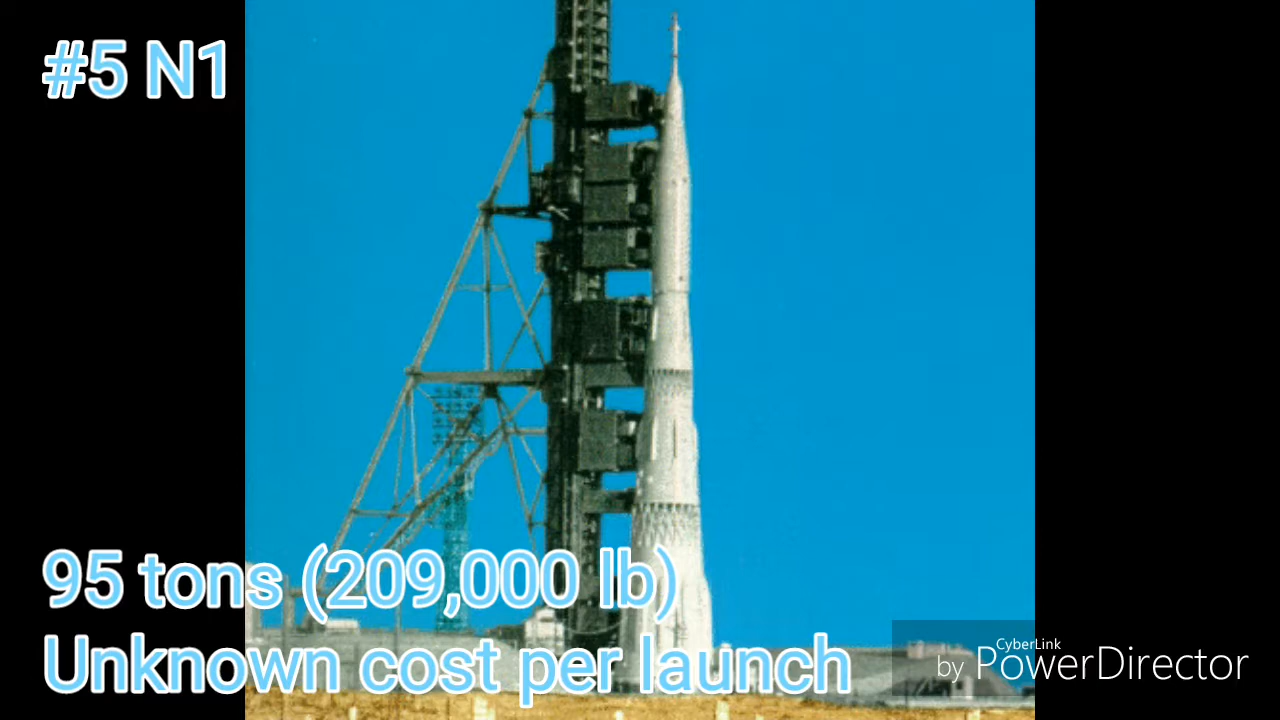 #5 N1
95 tons (209,000 lb)
Unknown cost per launch
CyberLink
by PowerDirector